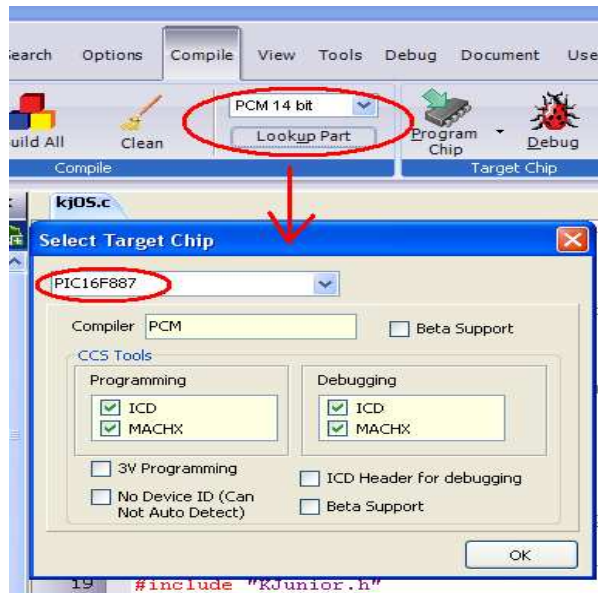 Search Options Compile View Tools Debug Document Use
PCM 14 bit
uild All Clean Lookup Part Program Chip Debug
Compile Target Chip
kjOS.c
Select Target Chip
PIC16F887
Compiler PCM Beta Support
CCS Tools
Programming Debugging
ICD ICD
MACHX MACHX
3V Programming ICD Header for debugging
No Device ID (Can
Not Auto Detect) Beta Support
OK
19 #include "KJunior.h"